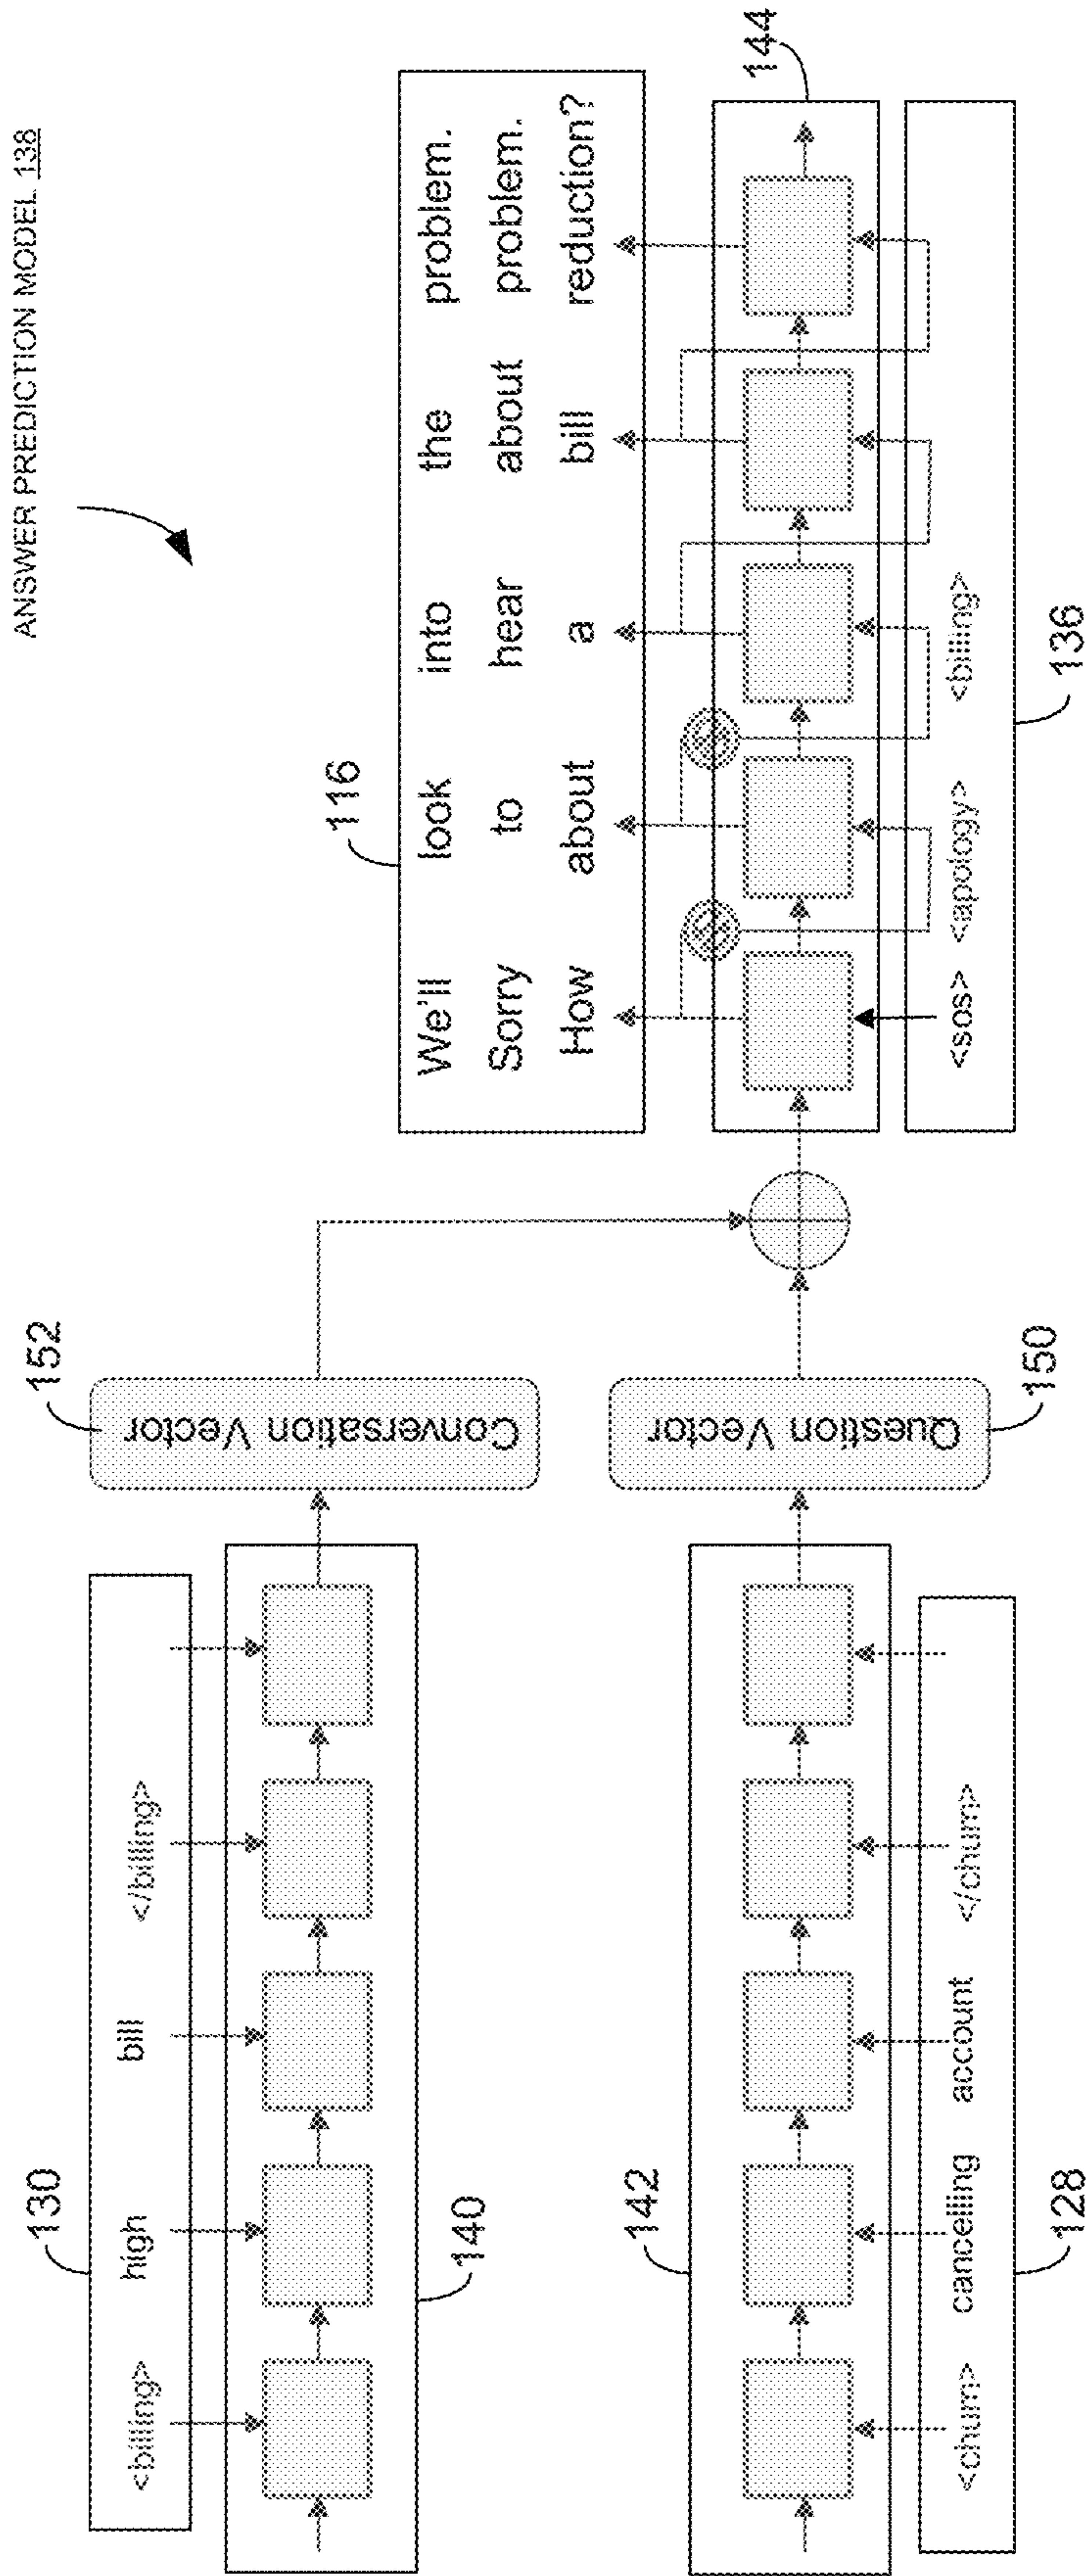 ANSWER PREDICTION MODEL 138
130
<billing> high bill </billing>
140
152
Conversation Vector
116
We'll look into the problem.
Sorry to hear about problem.
How about a bill reduction?
144
142
<churn> cancelling account </churn>
128
Question Vector
150
<sos> <apology> <billing>
136